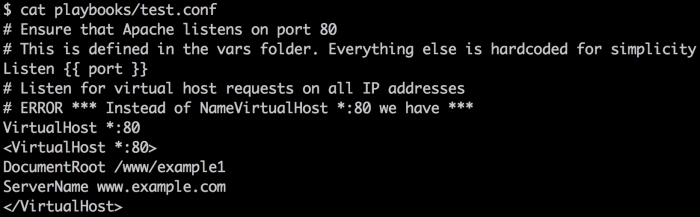 $ cat playbooks/test.conf
# Ensure that Apache listens on port 80
# This is defined in the vars folder. Everything else is hardcoded for simplicity
Listen {{ port }}
# Listen for virtual host requests on all IP addresses
# ERROR *** Instead of NameVirtualHost *:80 we have ***
VirtualHost *:80
<VirtualHost *:80>
DocumentRoot /www/example1
ServerName www.example.com
</VirtualHost>